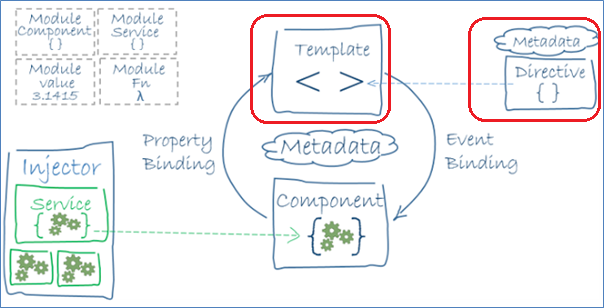 Module
Component
{ }
Module
Service
{ }
Module
value
3.1415
Module
Fn
λ
Template
< >
Metadata
Directive
{ }
Property
Binding
Metadata
Event
Binding
Injector
Service
{ }
Component
{ }